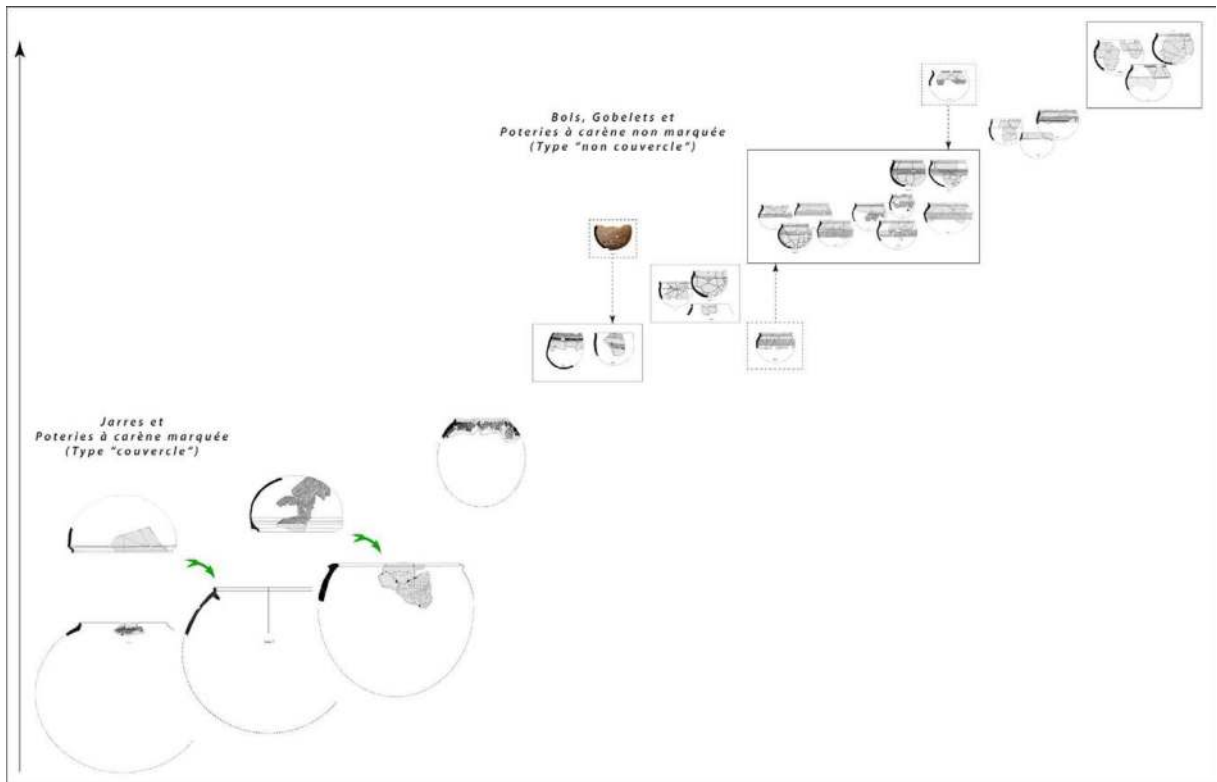 Bols, Gobelets et
Poteries à carène non marquée
(Type "non couvercle")
Jarres et
Poteries à carène marquée
(Type "couvercle")